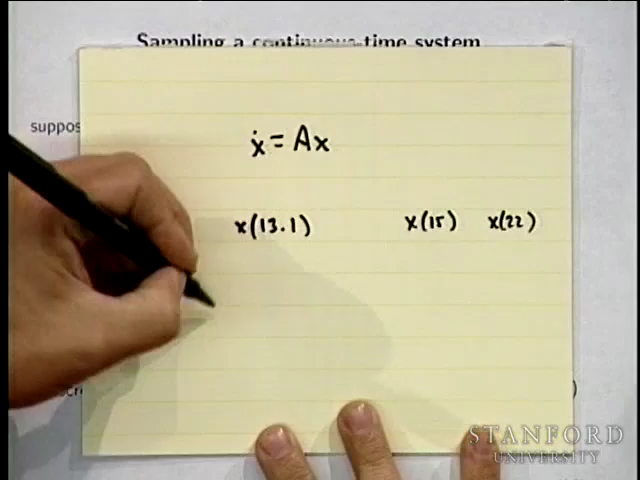 Sampling a continuous-time system
suppos
ẋ = Ax
x(13.1) x(15) x(22)
STANFORD
UNIVERSITY